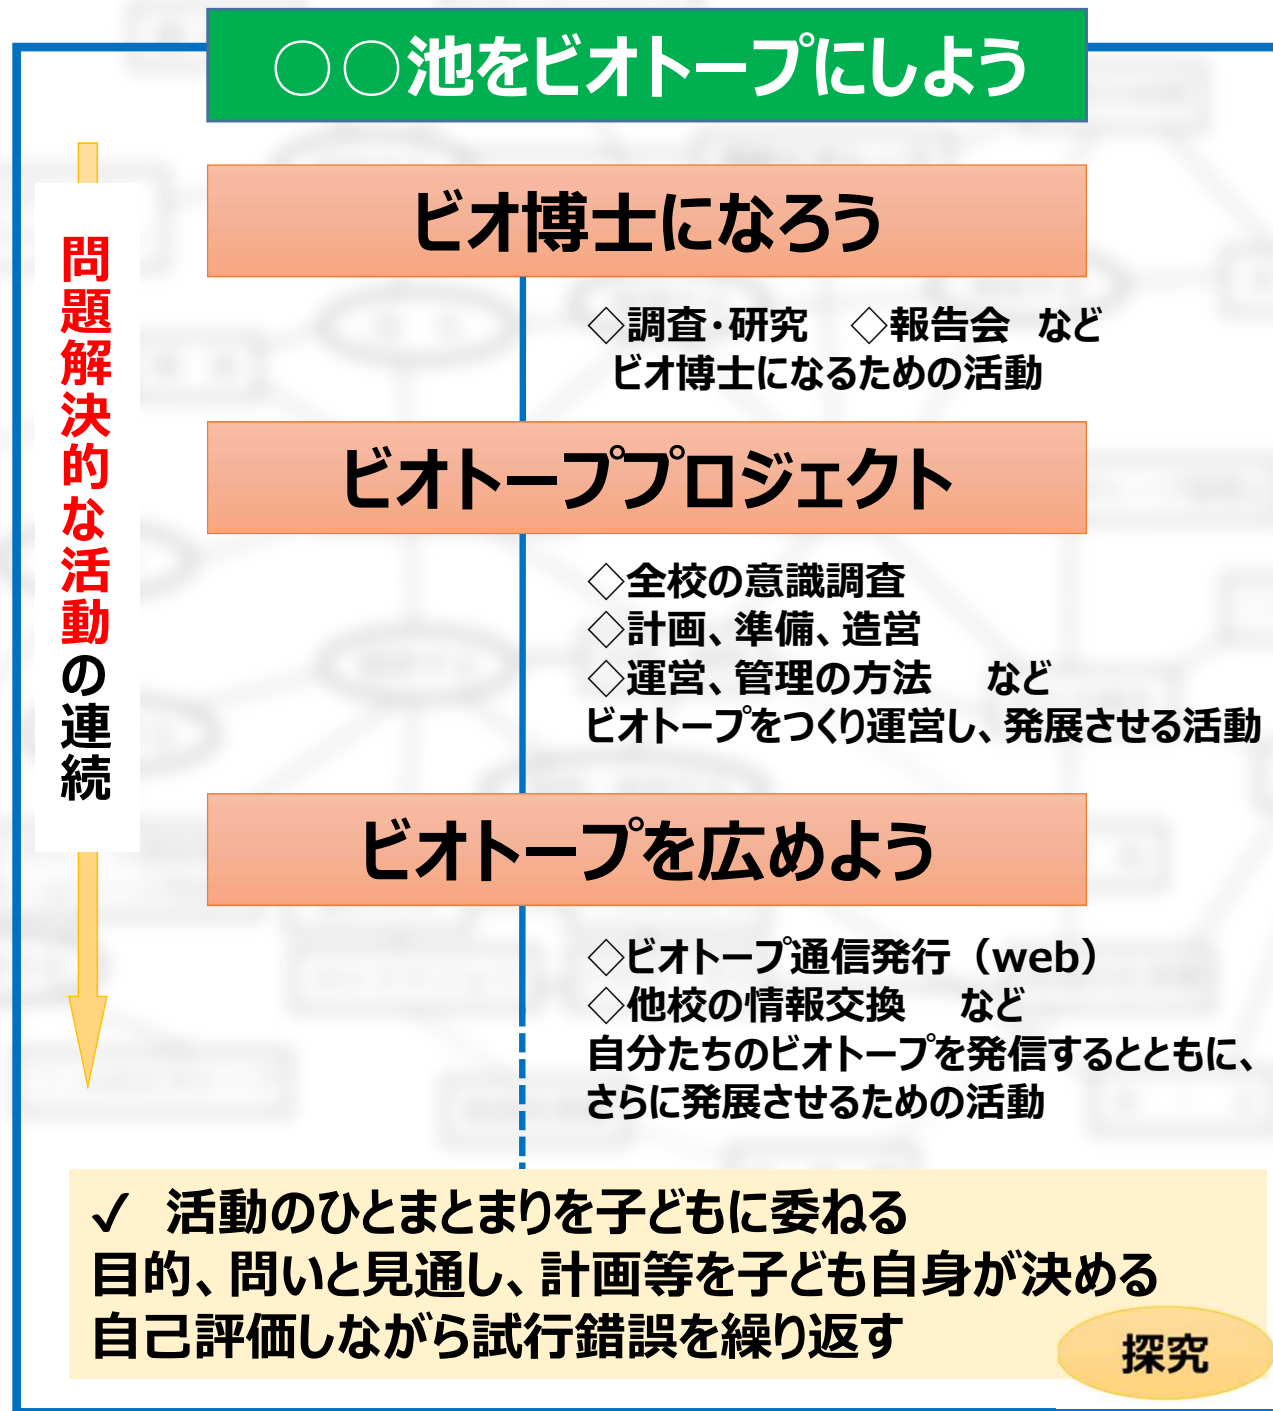 ○○池をビオトープにしよう
問題解決的な活動の連続
ビオ博士になろう
◇調査・研究　◇報告会　など
ビオ博士になるための活動
ビオトーププロジェクト
◇全校の意識調査
◇計画、準備、造営
◇運営、管理の方法　など
ビオトープをつくり運営し、発展させる活動
ビオトープを広めよう
◇ビオトープ通信発行（web）
◇他校の情報交換　など
自分たちのビオトープを発信するとともに、
さらに発展させるための活動
✓　活動のひとまとまりを子どもに委ねる
目的、問いと見通し、計画等を子ども自身が決める
自己評価しながら試行錯誤を繰り返す
探究